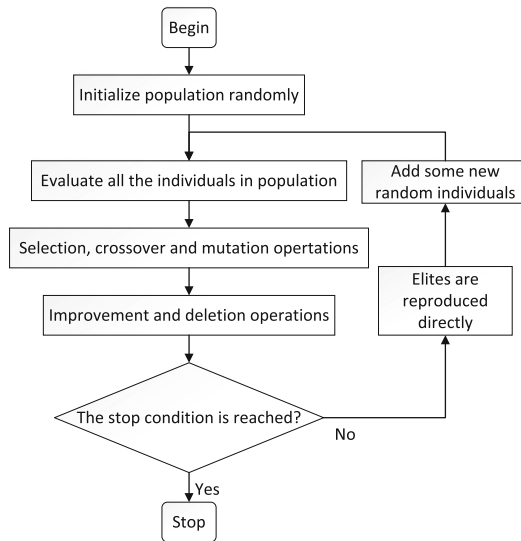 Begin
Initialize population randomly
Evaluate all the individuals in population
Add some new
random individuals
Selection, crossover and mutation opertations
Elites are
reproduced
directly
Improvement and deletion operations
The stop condition is reached?
No
Yes
Stop